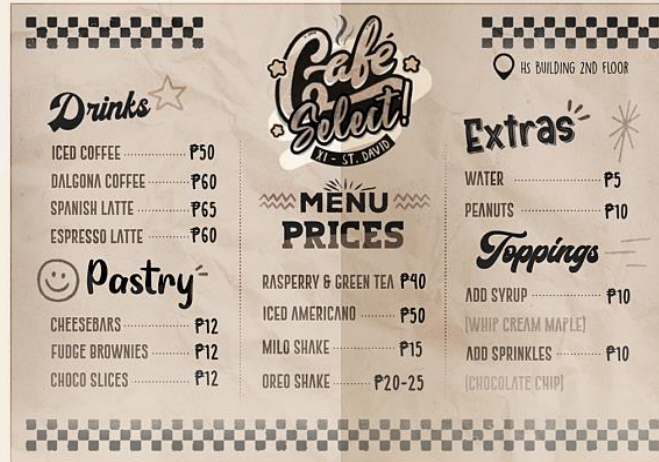 Drinks
ICED COFFEE ₱50
DALGONA COFFEE ₱60
SPANISH LATTE ₱65
ESPRESSO LATTE ₱60
Pastry
CHEESEBARS ₱12
FUDGE BROWNIES ₱12
CHOCO SLICES ₱12
Café
Select!
XI - ST. DAVID
MENU
PRICES
RASPERRY & GREEN TEA ₱40
ICED AMERICANO ₱50
MILO SHAKE ₱15
OREO SHAKE ₱20-25
HS BUILDING 2ND FLOOR
Extras
WATER ₱5
PEANUTS ₱10
Toppings
ADD SYRUP ₱10
(WHIP CREAM MAPLE)
ADD SPRINKLES ₱10
(CHOCOLATE CHIP)